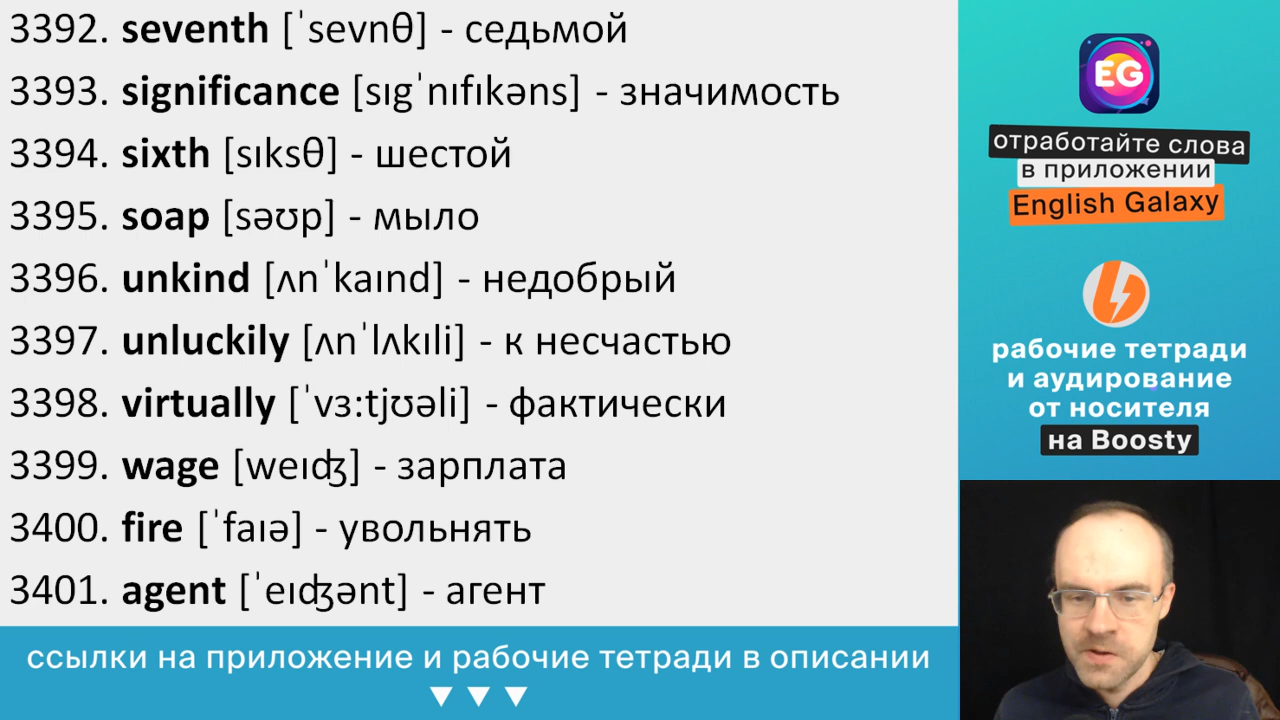 3392. seventh [ˈsevnθ] - седьмой
3393. significance [sɪgˈnɪfɪkəns] - значимость
3394. sixth [sɪksθ] - шестой
3395. soap [səʊp] - мыло
3396. unkind [ʌnˈkaɪnd] - недобрый
3397. unluckily [ʌnˈlʌkɪli] - к несчастью
3398. virtually [ˈvɜ:tjʊəli] - фактически
3399. wage [weɪʤ] - зарплата
3400. fire [ˈfaɪə] - увольнять
3401. agent [ˈeɪʤənt] - агент
ссылки на приложение и рабочие тетради в описании
EG
отработайте слова
в приложении
English Galaxy
рабочие тетради
и аудирование
от носителя
на Boosty